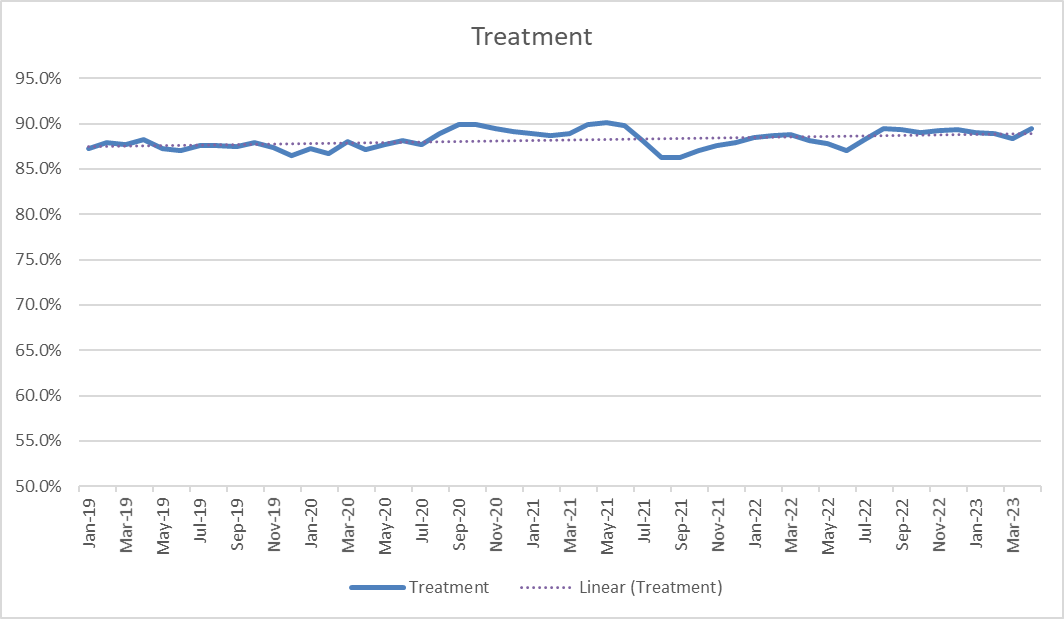 Treatment
95.0%
90.0%
85.0%
80.0%
75.0%
70.0%
65.0%
60.0%
55.0%
50.0%
Jan-19
Mar-19
May-19
Jul-19
Sep-19
Nov-19
Jan-20
Mar-20
May-20
Jul-20
Sep-20
Nov-20
Jan-21
Mar-21
May-21
Jul-21
Sep-21
Nov-21
Jan-22
Mar-22
May-22
Jul-22
Sep-22
Nov-22
Jan-23
Mar-23
Treatment
Linear (Treatment)